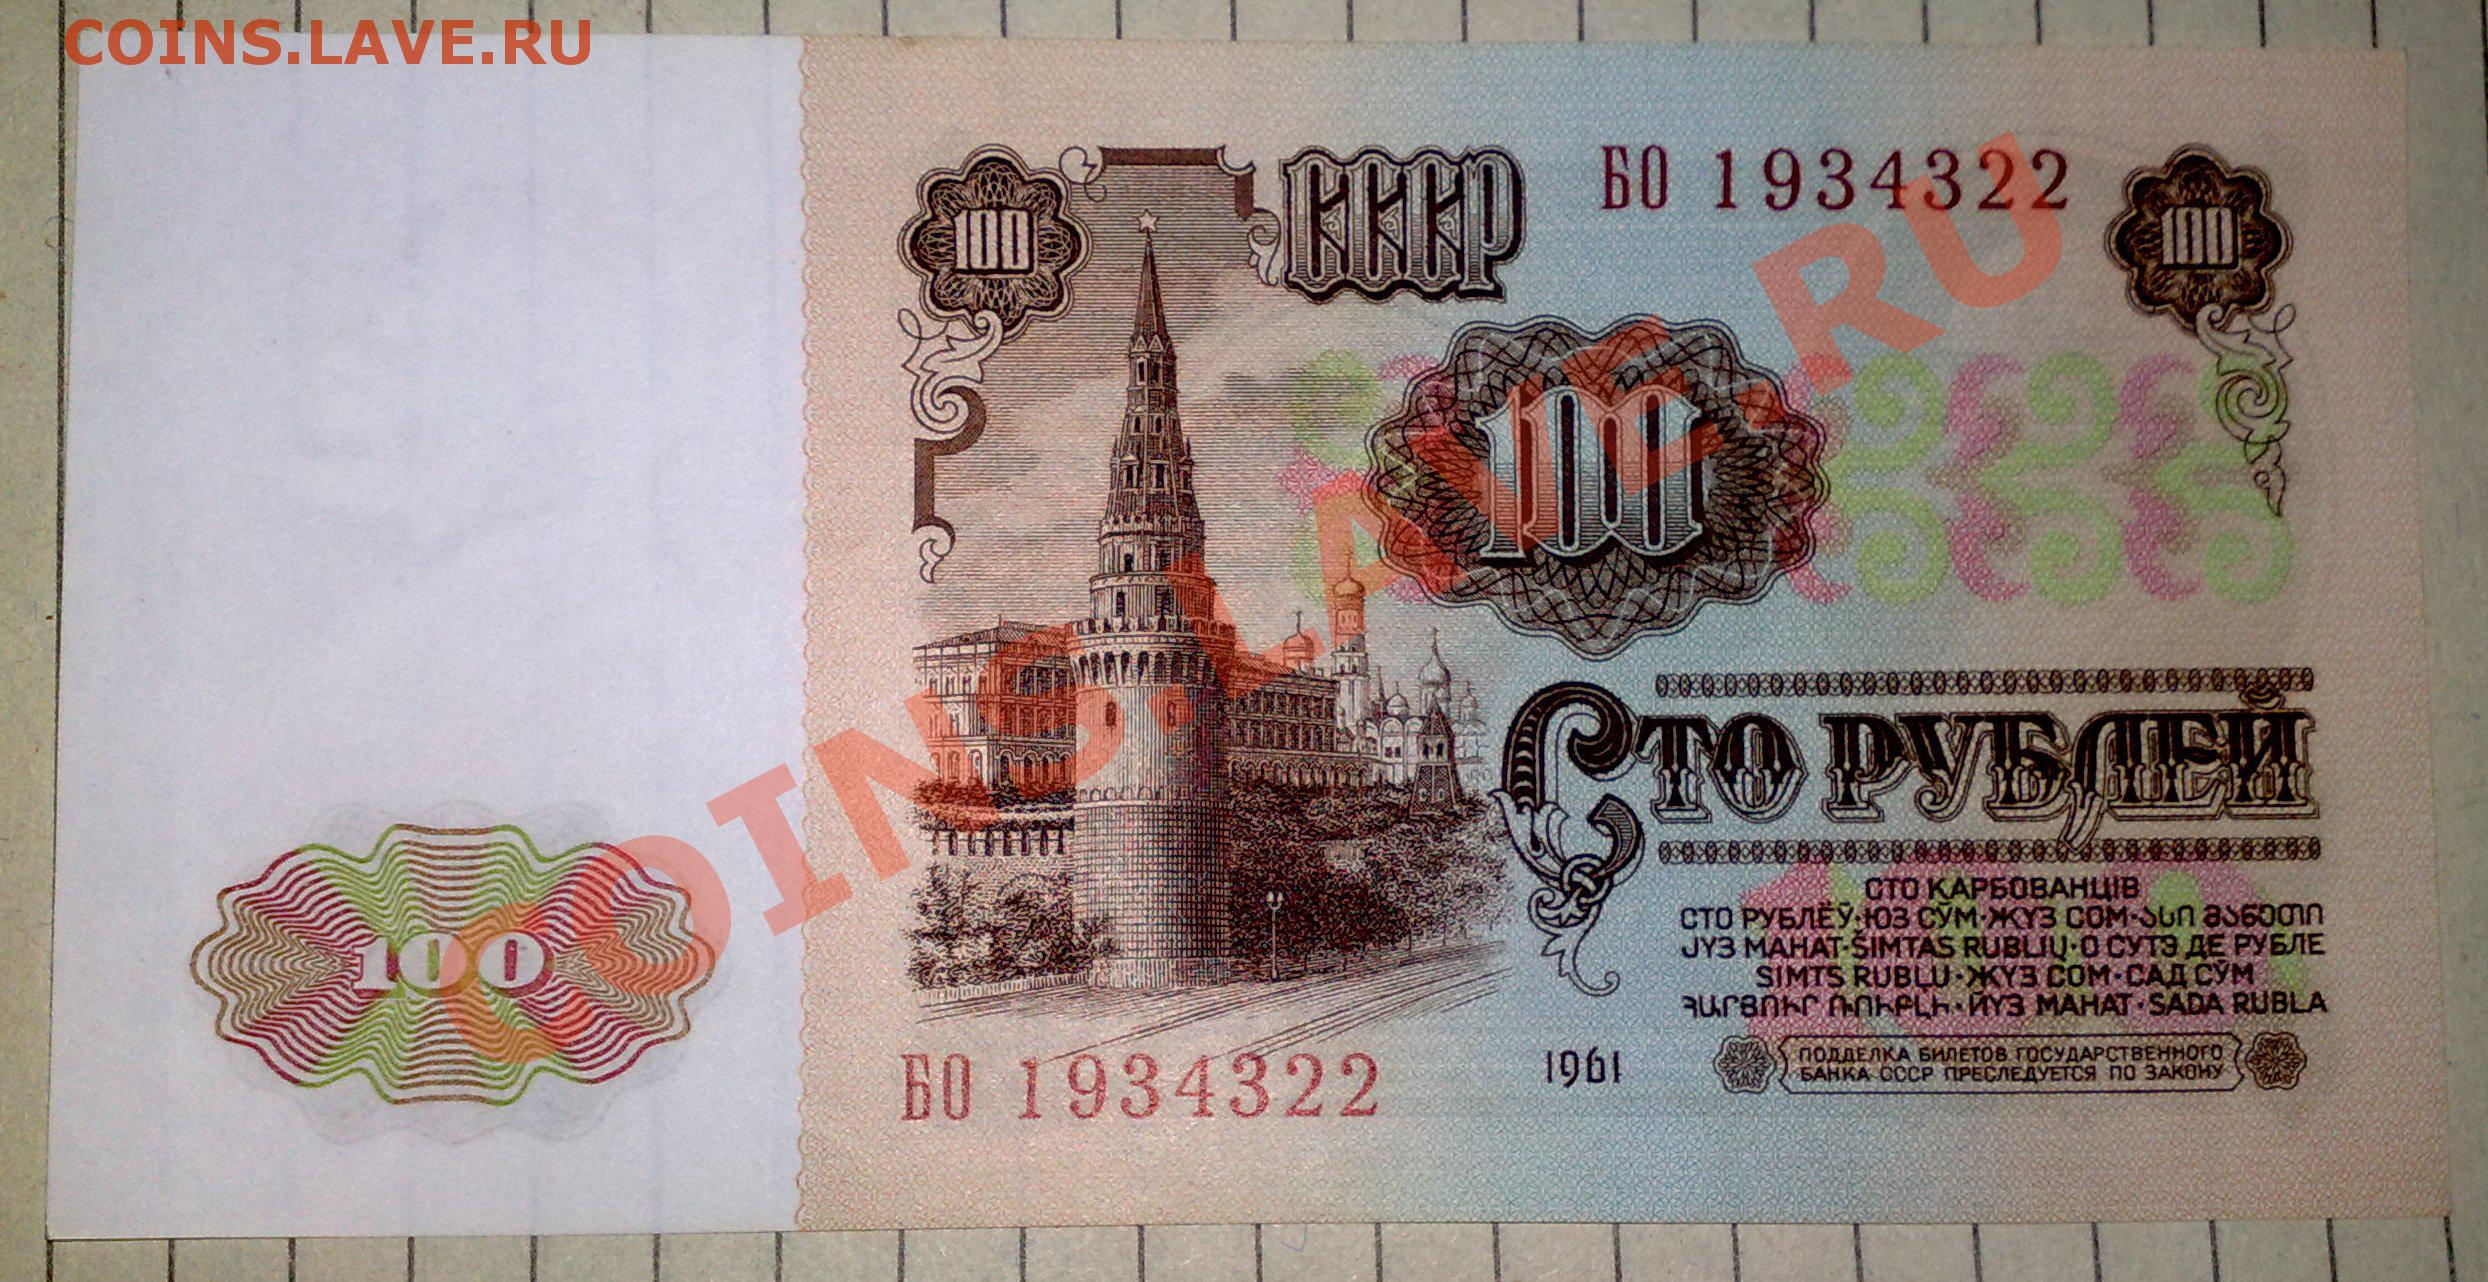 COINS.LAVE.RU
100
СССР
БО 1934322
100
100
СТО РУБЛЕЙ
СТО КАРБОВАНЦІВ
СТО РУБЛЁЎ·ЮЗ СЎМ·ЖҮЗ СОМ·ᲐᲡᲘ ᲛᲐᲜᲔᲗᲘ
ЈҮЗ МАНАТ·ŠIMTAS RUBLIŲ·О СУТЭ ДЕ РУБЛЕ
SIMTS RUBĻU·ЖҮЗ СОМ·САД СӮМ
ՀԱՐՅՈՒՐ ՌՈՒԲԼԻ·ЙҮЗ МАНАТ·SADA RUBLA
100
БО 1934322
1961
ПОДДЕЛКА БИЛЕТОВ ГОСУДАРСТВЕННОГО
БАНКА СССР ПРЕСЛЕДУЕТСЯ ПО ЗАКОНУ
COINS.LAVE.RU